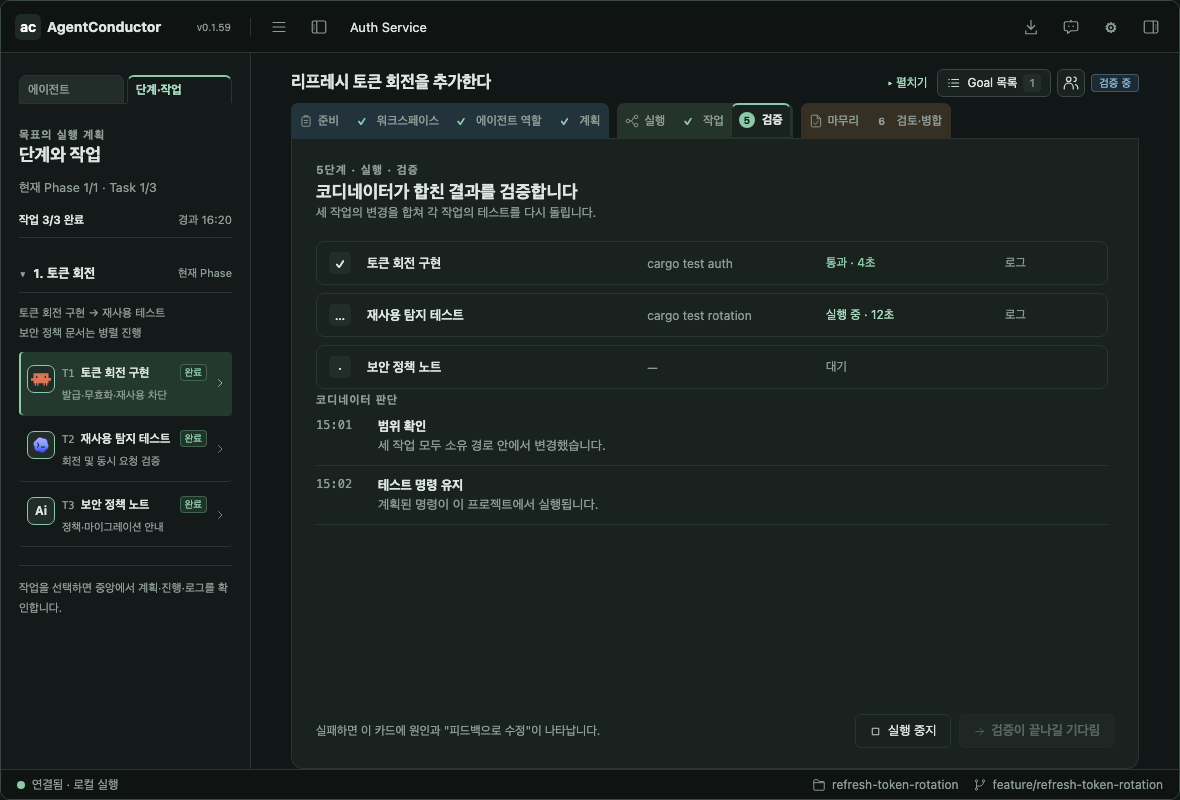 ac AgentConductor v0.1.59 Auth Service
에이전트 단계·작업
목표의 실행 계획
단계와 작업
현재 Phase 1/1 · Task 1/3
작업 3/3 완료 경과 16:20
1. 토큰 회전 현재 Phase
토큰 회전 구현 → 재사용 테스트
보안 정책 문서는 병렬 진행
T1 토큰 회전 구현 완료
발급·무효화·재사용 차단
T2 재사용 탐지 테스트 완료
회전 및 동시 요청 검증
Ai T3 보안 정책 노트 완료
정책·마이그레이션 안내
작업을 선택하면 중앙에서 계획·진행·로그를 확
인합니다.
리프레시 토큰 회전을 추가한다 ▸ 펼치기 Goal 목록 1 검증 중
준비 ✓ 워크스페이스 ✓ 에이전트 역할 ✓ 계획 실행 ✓ 작업 5 검증 마무리 6 검토·병합
5단계 · 실행 · 검증
코디네이터가 합친 결과를 검증합니다
세 작업의 변경을 합쳐 각 작업의 테스트를 다시 돌립니다.
✓ 토큰 회전 구현 cargo test auth 통과 · 4초 로그
… 재사용 탐지 테스트 cargo test rotation 실행 중 · 12초 로그
· 보안 정책 노트 — 대기
코디네이터 판단
15:01 범위 확인
세 작업 모두 소유 경로 안에서 변경했습니다.
15:02 테스트 명령 유지
계획된 명령이 이 프로젝트에서 실행됩니다.
실패하면 이 카드에 원인과 "피드백으로 수정"이 나타납니다. 실행 중지 → 검증이 끝나길 기다림
연결됨 · 로컬 실행 refresh-token-rotation feature/refresh-token-rotation